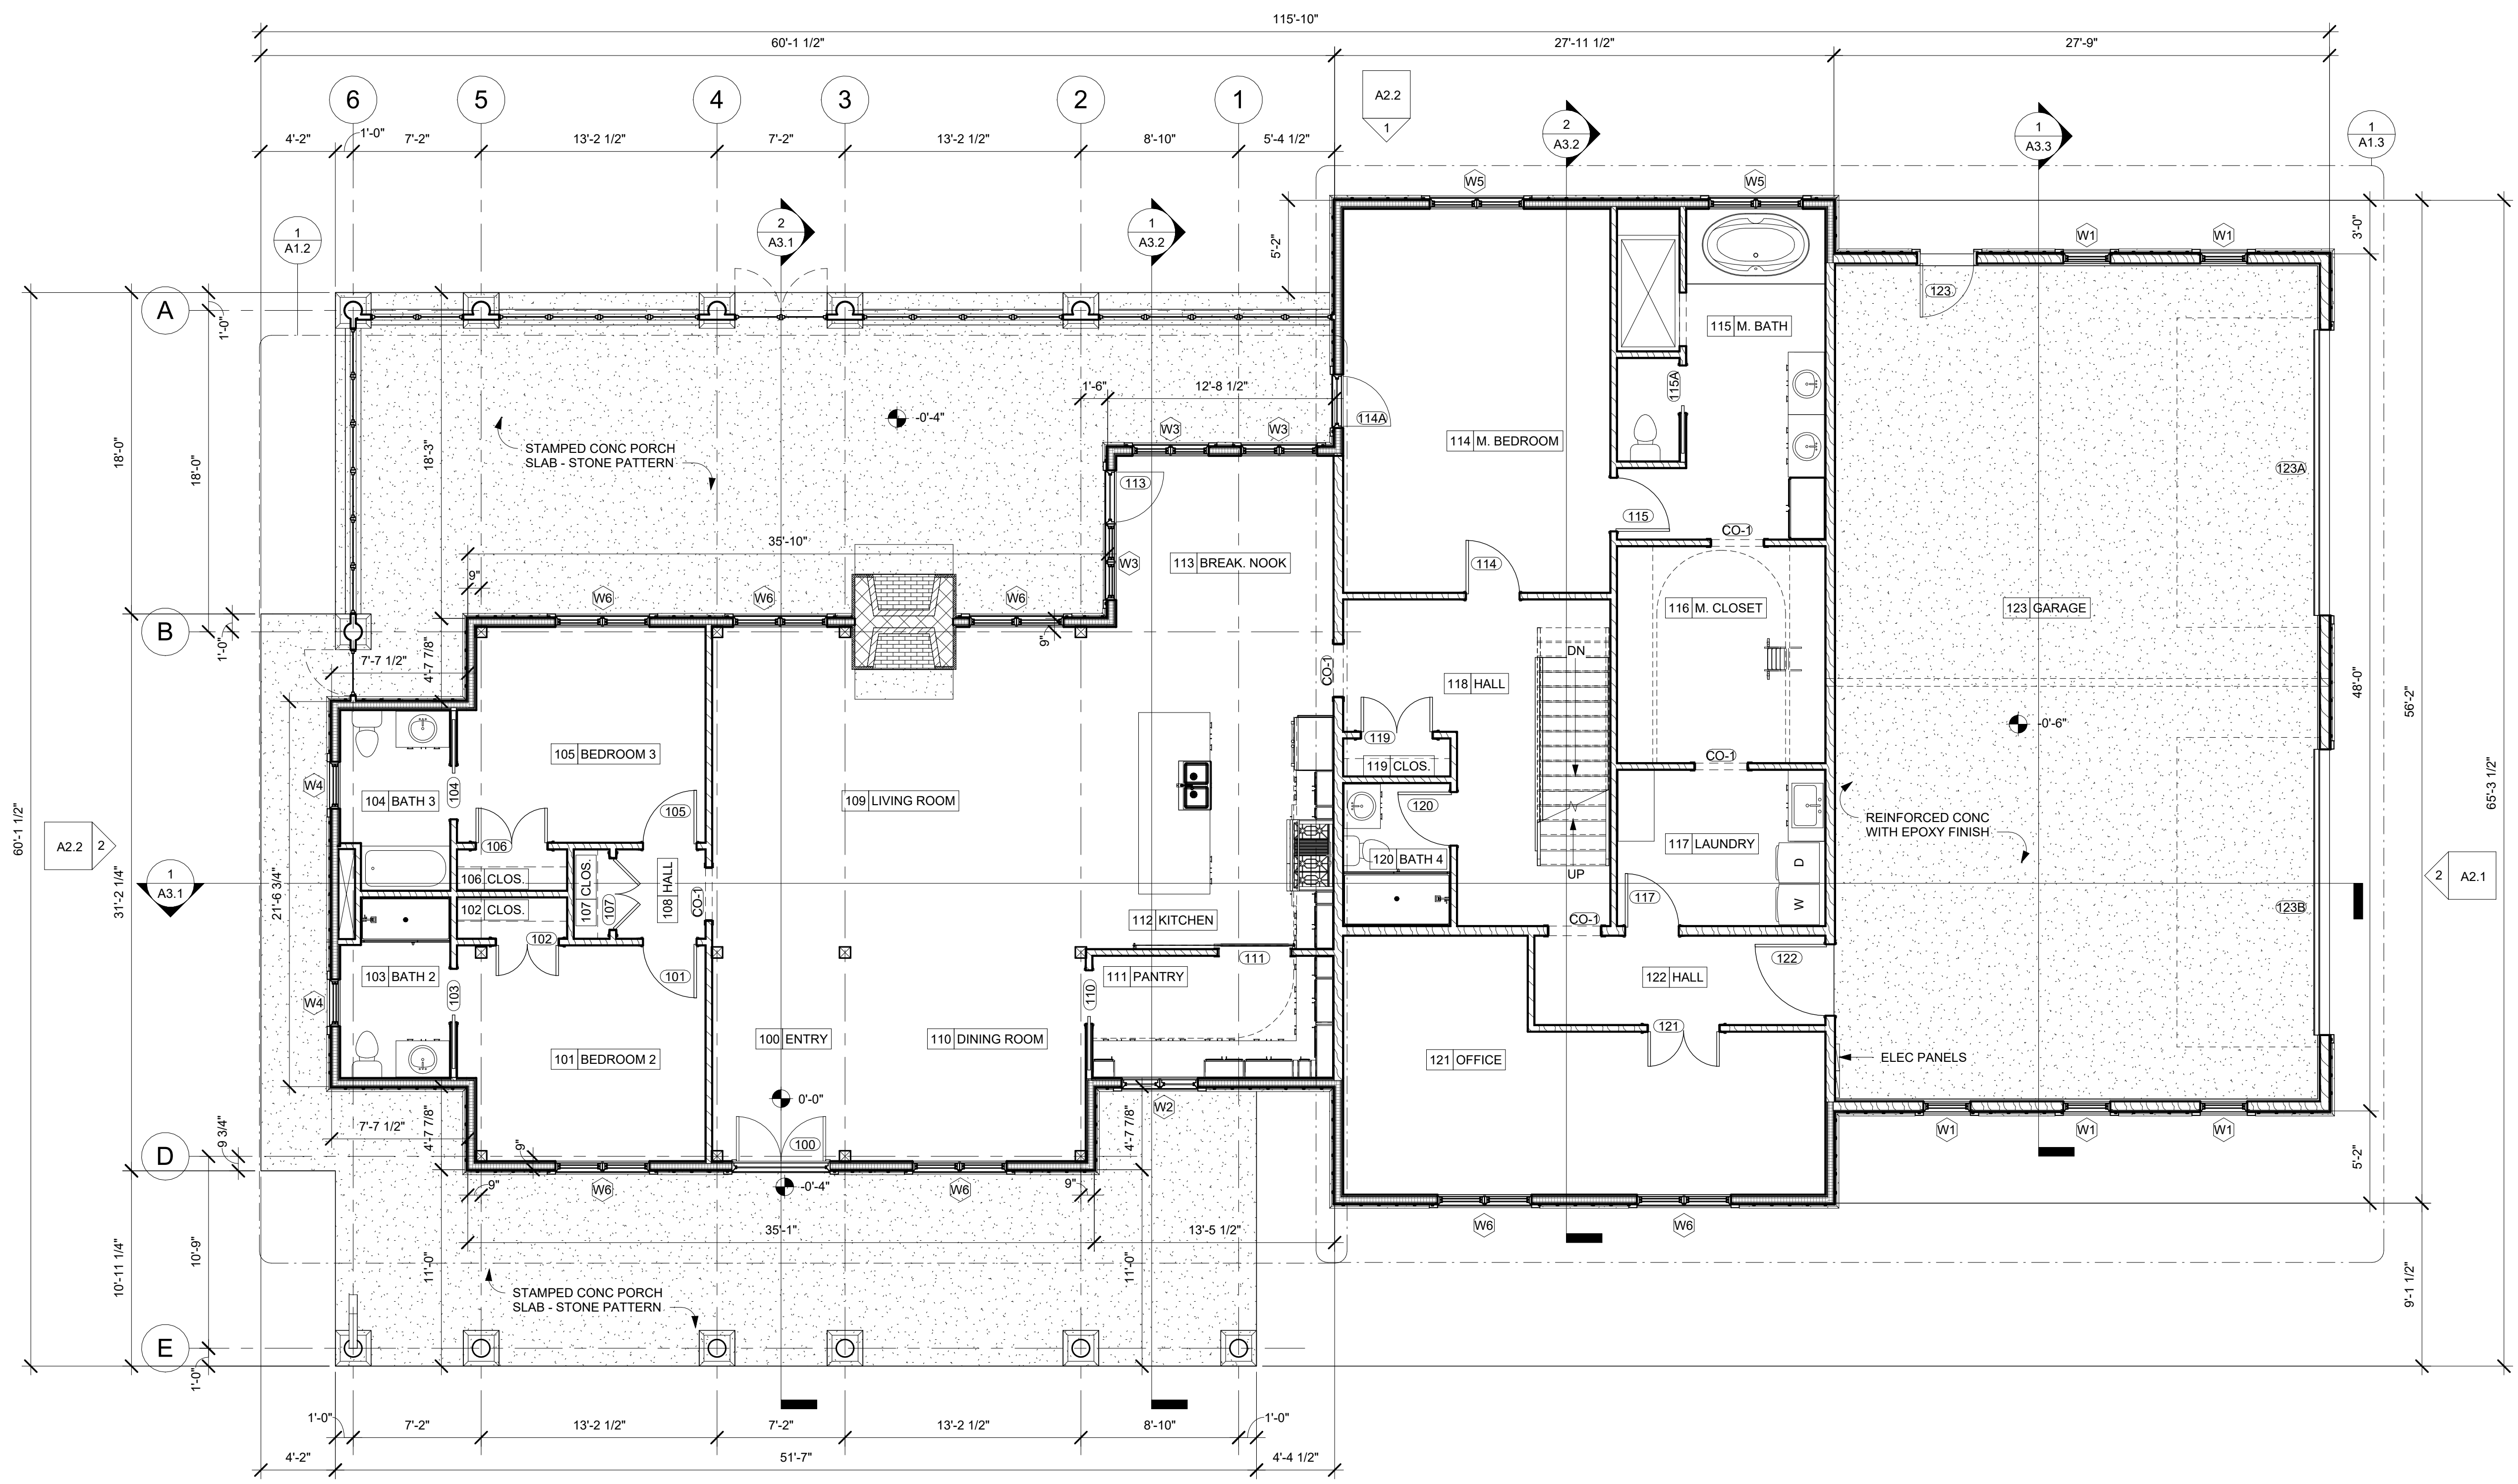 115'-10"
60'-1 1/2"
27'-11 1/2"
27'-9"
6
5
4
3
2
1
A2.2
1
2
A3.2
1
A3.3
1
A1.3
4'-2"
1'-0"
7'-2"
13'-2 1/2"
7'-2"
13'-2 1/2"
8'-10"
5'-4 1/2"
W5
W5
1
A1.2
2
A3.1
1
A3.2
5'-2"
3'-0"
W1
W1
123
A
1'-0"
115 M. BATH
1'-6"
12'-8 1/2"
115A
114A
-0'-4"
STAMPED CONC PORCH
SLAB - STONE PATTERN
W3
W3
114 M. BEDROOM
18'-0"
18'-0"
18'-3"
123A
113
115
CO-1
35'-10"
9"
W3
113 BREAK. NOOK
114
W6
W6
W6
116 M. CLOSET
123 GARAGE
B
1'-0"
9"
DN
7'-7 1/2"
4'-7 7/8"
CO-1
118 HALL
48'-0"
56'-2"
-0'-6"
119
105 BEDROOM 3
119 CLOS.
CO-1
W4
104 BATH 3
104
109 LIVING ROOM
120
65'-3 1/2"
60'-1 1/2"
105
REINFORCED CONC
WITH EPOXY FINISH
A2.2
2
106
117 LAUNDRY
120 BATH 4
D
1
A3.1
106 CLOS.
107 CLOS.
108 HALL
UP
2
A2.1
31'-2 1/4"
21'-6 3/4"
102 CLOS.
107
CO-1
117
W
123B
112 KITCHEN
CO-1
102
111
122
103 BATH 2
101
111 PANTRY
122 HALL
W4
103
110
121
100 ENTRY
110 DINING ROOM
101 BEDROOM 2
121 OFFICE
ELEC PANELS
0'-0"
W2
W1
W1
W1
9 3/4"
7'-7 1/2"
4'-7 7/8"
4'-7 7/8"
D
9"
100
5'-2"
9"
W6
-0'-4"
9"
W6
W6
W6
35'-1"
13'-5 1/2"
10'-11 1/4"
10'-9"
11'-0"
11'-0"
9'-1 1/2"
STAMPED CONC PORCH
SLAB - STONE PATTERN
E
1'-0"
1'-0"
7'-2"
13'-2 1/2"
7'-2"
13'-2 1/2"
8'-10"
1'-0"
4'-2"
51'-7"
4'-4 1/2"